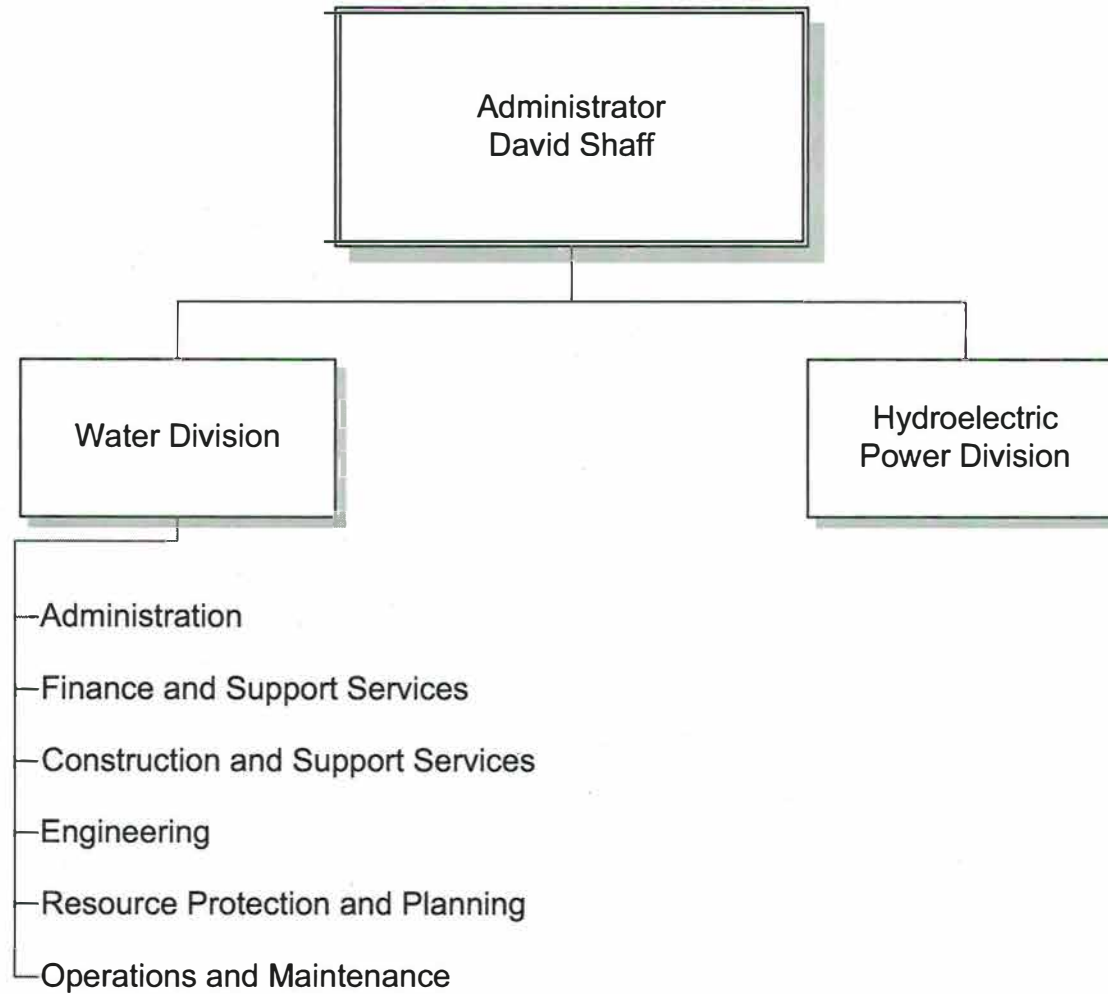 Administrator
David Shaff
Water Division
Hydroelectric
Power Division
Administration
Finance and Support Services
Construction and Support Services
Engineering
Resource Protection and Planning
Operations and Maintenance